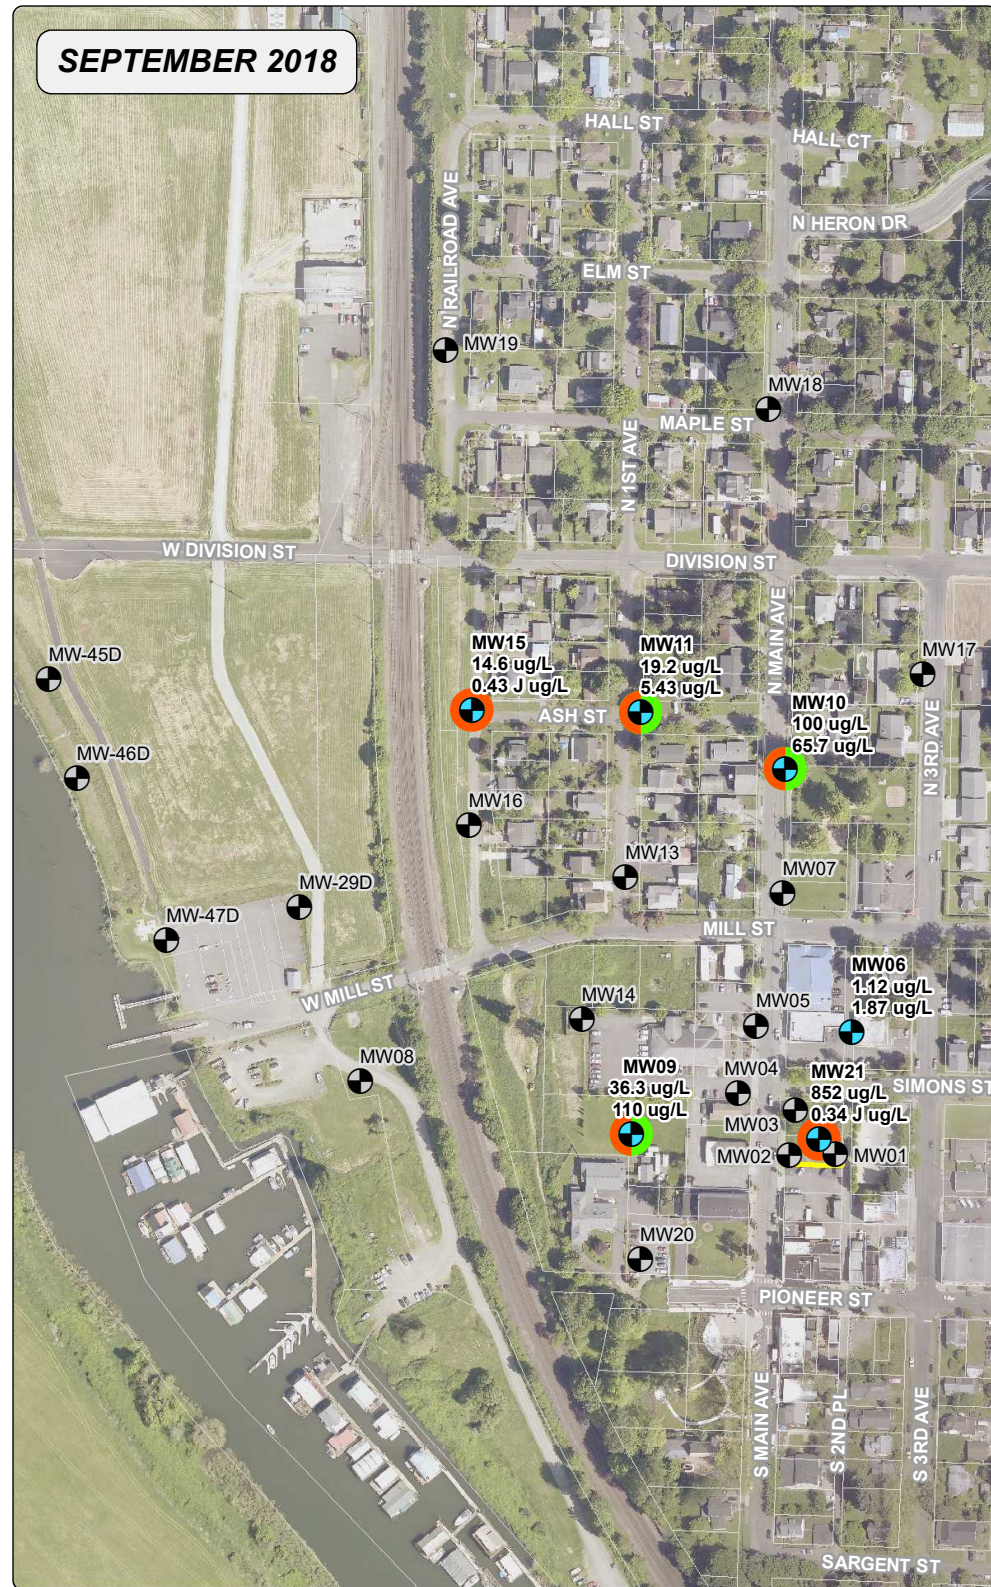 SEPTEMBER 2018
HALL ST
HALL CT
N RAILROAD AVE
N HERON DR
ELM ST
MW19
MW18
MAPLE ST
N 1ST AVE
W DIVISION ST
DIVISION ST
MW-45D
MW15
14.6 ug/L
0.43 J ug/L
MW11
19.2 ug/L
5.43 ug/L
N MAIN AVE
MW17
ASH ST
MW10
100 ug/L
65.7 ug/L
N 3RD AVE
MW-46D
MW16
MW13
MW07
MW-29D
MW-47D
MILL ST
W MILL ST
MW14
MW05
MW06
1.12 ug/L
1.87 ug/L
MW08
MW09
36.3 ug/L
110 ug/L
MW04
MW21
852 ug/L
0.34 J ug/L
SIMONS ST
MW03
MW02
MW01
MW20
PIONEER ST
S MAIN AVE
S 2ND PL
S 3RD AVE
SARGENT ST